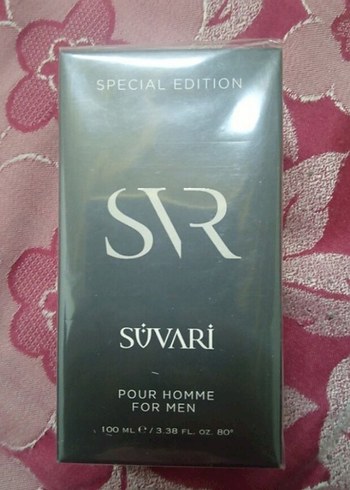 SPECIAL EDITION
SVR
SÜVARİ
POUR HOMME
FOR MEN
100 ML ℮ / 3.38 FL. OZ. 80°